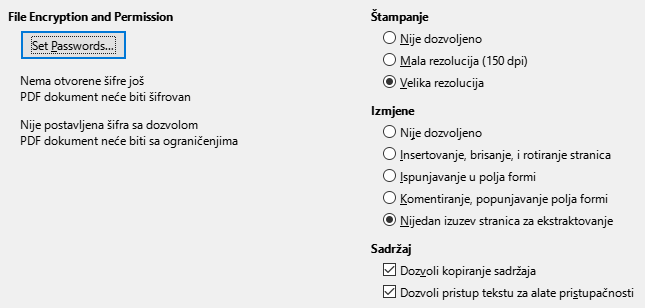 File Encryption and Permission
Set Passwords...
Nema otvorene šifre još
PDF dokument neće biti šifrovan
Nije postavljena šifra sa dozvolom
PDF dokument neće biti sa ograničenjima
Štampanje
Nije dozvoljeno
Mala rezolucija (150 dpi)
Velika rezolucija
Izmjene
Nije dozvoljeno
Insertovanje, brisanje, i rotiranje stranica
Ispunjavanje u polja formi
Komentiranje, popunjavanje polja formi
Nijedan izuzev stranica za ekstraktovanje
Sadržaj
Dozvoli kopiranje sadržaja
Dozvoli pristup tekstu za alate pristupačnosti